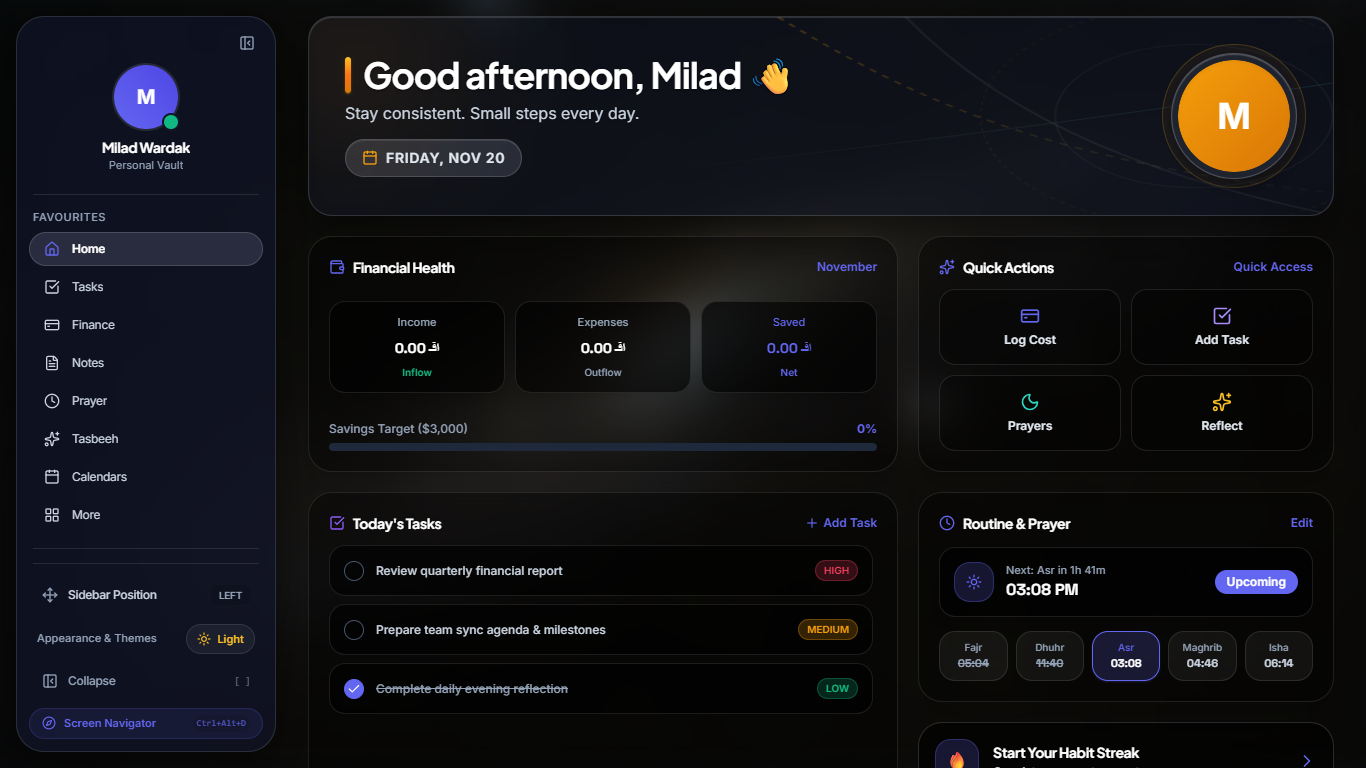 M
Milad Wardak
Personal Vault
FAVOURITES
Home
Tasks
Finance
Notes
Prayer
Tasbeeh
Calendars
More
Sidebar Position LEFT
Appearance & Themes Light
Collapse [ ]
Screen Navigator Ctrl+Alt+D
Good afternoon, Milad 👋
Stay consistent. Small steps every day.
FRIDAY, NOV 20
M
Financial Health November
Income
0.00
Inflow
Expenses
0.00
Outflow
Saved
0.00
Net
Savings Target ($3,000) 0%
Quick Actions Quick Access
Log Cost
Add Task
Prayers
Reflect
Today's Tasks + Add Task
Review quarterly financial report HIGH
Prepare team sync agenda & milestones MEDIUM
Complete daily evening reflection LOW
Routine & Prayer Edit
Next: Asr in 1h 41m
03:08 PM
Upcoming
Fajr
05:04
Dhuhr
11:40
Asr
03:08
Maghrib
04:46
Isha
06:14
Start Your Habit Streak